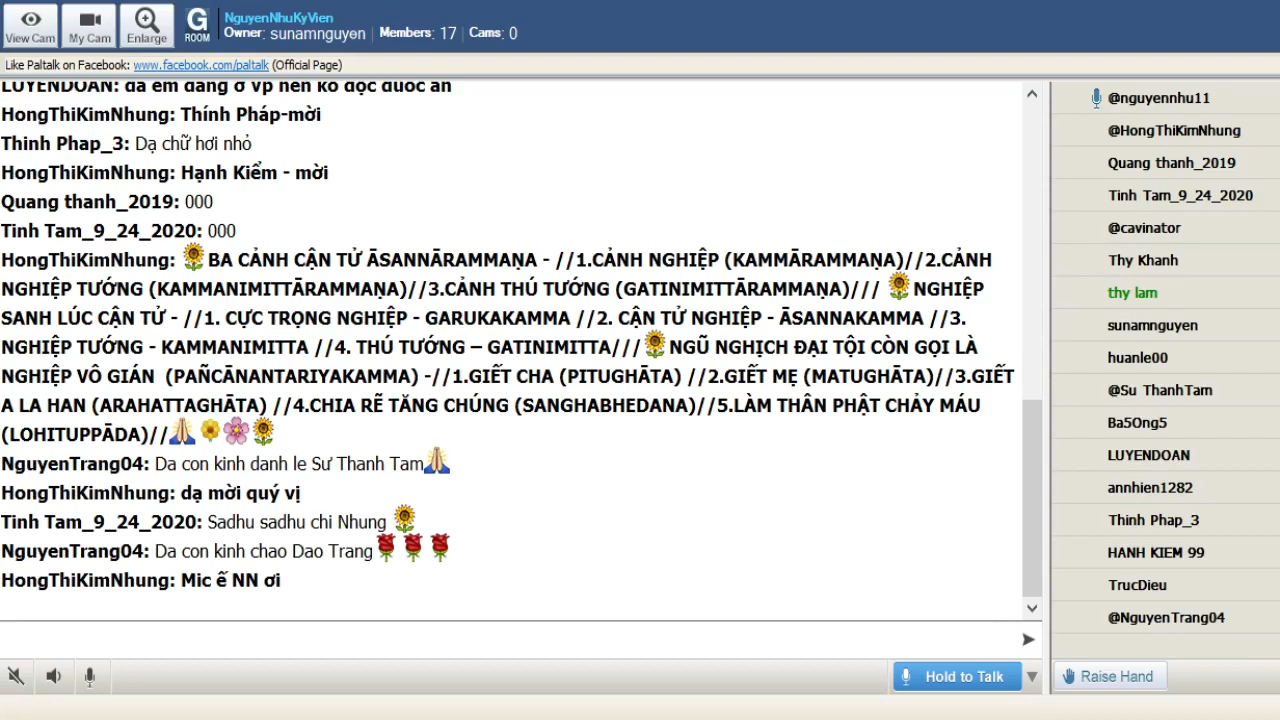 View Cam
My Cam
Enlarge
G
ROOM
NguyenNhuKyVien
Owner: sunamnguyen | Members: 17 | Cams: 0
Like Paltalk on Facebook: www.facebook.com/paltalk (Official Page)
HongThiKimNhung: Thính Pháp-mời
Thinh Phap_3: Dạ chữ hơi nhỏ
HongThiKimNhung: Hạnh Kiểm - mời
Quang thanh_2019: 000
Tinh Tam_9_24_2020: 000
HongThiKimNhung: 🌻BA CẢNH CẬN TỬ ĀSANNĀRAMMAṆA - //1.CẢNH NGHIỆP (KAMMĀRAMMAṆA)//2.CẢNH
NGHIỆP TƯỚNG (KAMMANIMITTĀRAMMAṆA)//3.CẢNH THÚ TƯỚNG (GATINIMITTĀRAMMAṆA)/// 🌻NGHIỆP
SANH LÚC CẬN TỬ - //1. CỰC TRỌNG NGHIỆP - GARUKAKAMMA //2. CẬN TỬ NGHIỆP - ĀSANNAKAMMA //3.
NGHIỆP TƯỚNG - KAMMANIMITTA //4. THÚ TƯỚNG – GATINIMITTA///🌻NGŨ NGHỊCH ĐẠI TỘI CÒN GỌI LÀ
NGHIỆP VÔ GIÁN (PAÑCĀNANTARIYAKAMMA) -//1.GIẾT CHA (PITUGHĀTA) //2.GIẾT MẸ (MATUGHĀTA)//3.GIẾT
A LA HAN (ARAHATTAGHĀTA) //4.CHIA RẼ TĂNG CHÚNG (SANGHABHEDANA)//5.LÀM THÂN PHẬT CHẢY MÁU
(LOHITUPPĀDA)//🙏🌼🌸🌻
NguyenTrang04: Da con kinh danh le Sư Thanh Tam🙏
HongThiKimNhung: dạ mời quý vị
Tinh Tam_9_24_2020: Sadhu sadhu chi Nhung 🌻
NguyenTrang04: Da con kinh chao Dao Trang🌹🌹🌹
HongThiKimNhung: Mic ế NN ơi
Hold to Talk
@nguyennhu11
@HongThiKimNhung
Quang thanh_2019
Tinh Tam_9_24_2020
@cavinator
Thy Khanh
thy lam
sunamnguyen
huanle00
@Su ThanhTam
Ba5Ong5
LUYENDOAN
annhien1282
Thinh Phap_3
HANH KIEM 99
TrucDieu
@NguyenTrang04
Raise Hand